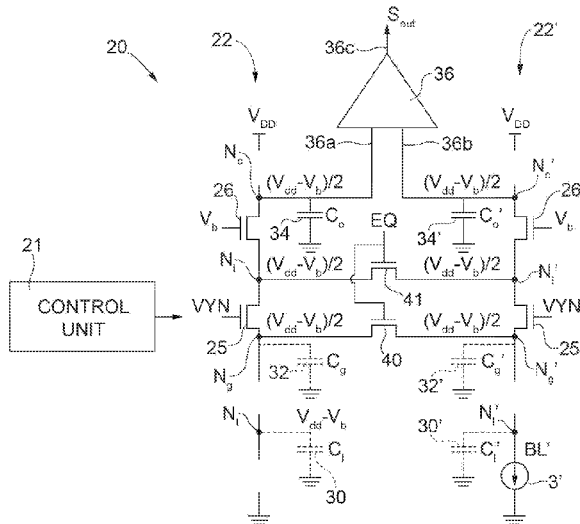 S_out
36c
20
22
22'
36
V_DD
V_DD
36a
36b
N_o
(V_dd-V_b)/2
(V_dd-V_b)/2
N_o'
26
26
34
C_o
34'
C_o'
V_b
V_b
EQ
21
N_i
(V_dd-V_b)/2
(V_dd-V_b)/2
N_i'
41
CONTROL
UNIT
VYN
VYN
(V_dd-V_b)/2
(V_dd-V_b)/2
25
25
40
N_g
32
C_g
32'
C_g'
N_g'
N_l
V_dd-V_b
N_l'
C_l
30
30'
C_l'
BL'
3'